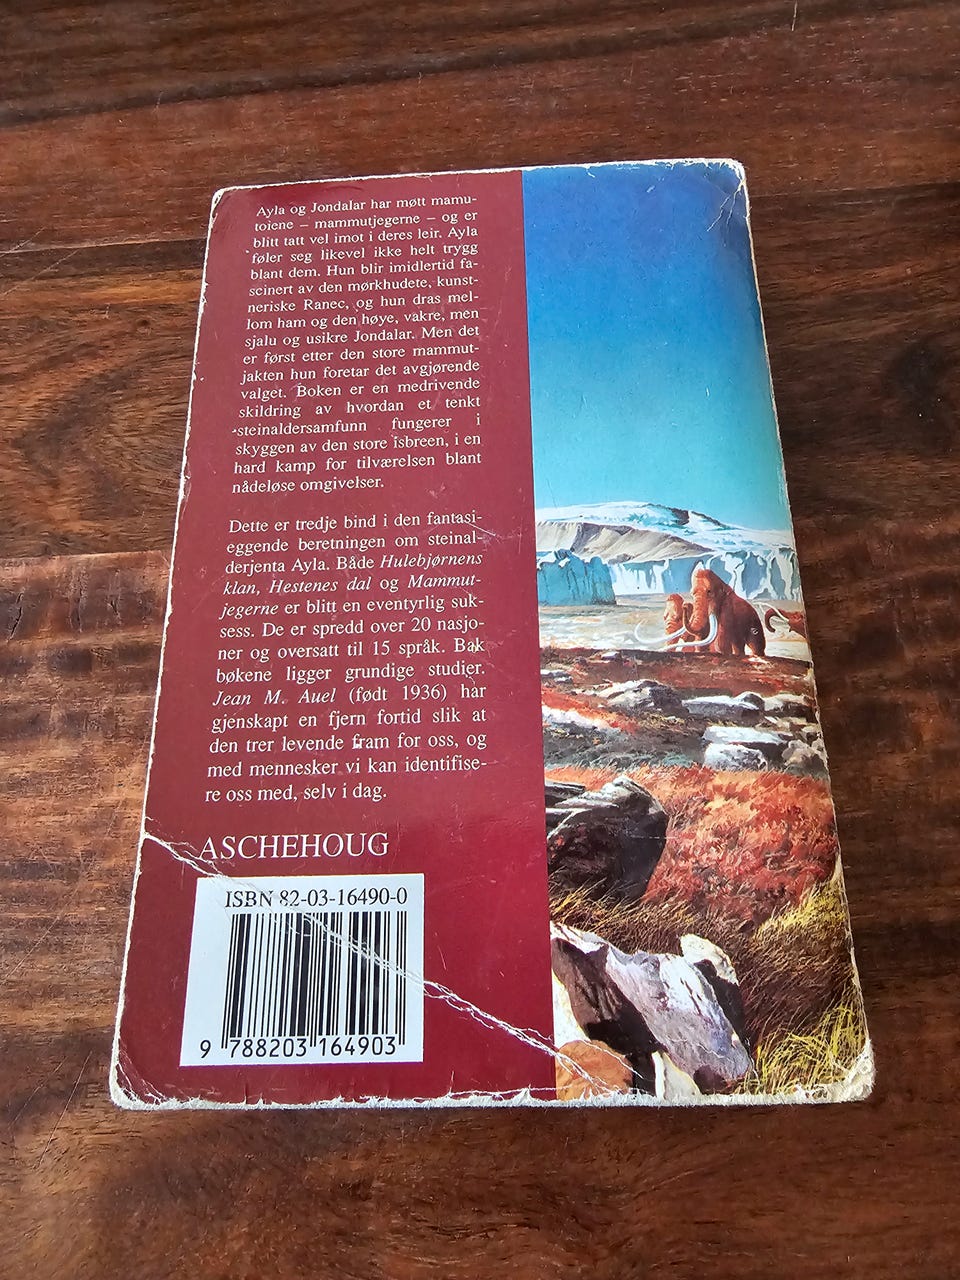 Ayla og Jondalar har møtt mamu-
toiene – mammutjegerne – og er
blitt tatt vel imot i deres leir. Ayla
føler seg likevel ikke helt trygg
blant dem. Hun blir imidlertid fa-
scinert av den mørkhudete, kunst-
neriske Ranec, og hun dras mel-
lom ham og den høye, vakre, men
sjalu og usikre Jondalar. Men det
er først etter den store mammut-
jakten hun foretar det avgjørende
valget. Boken er en medrivende
skildring av hvordan et tenkt
steinaldersamfunn fungerer i
skyggen av den store isbreen, i en
hard kamp for tilværelsen blant
nådeløse omgivelser.
Dette er tredje bind i den fantasi-
eggende beretningen om steinal-
derjenta Ayla. Både Hulebjørnens
klan, Hestenes dal og Mammut-
jegerne er blitt en eventyrlig suk-
sess. De er spredd over 20 nasjo-
ner og oversatt til 15 språk. Bak
bøkene ligger grundige studier.
Jean M. Auel (født 1936) har
gjenskapt en fjern fortid slik at
den trer levende fram for oss, og
med mennesker vi kan identifise-
re oss med, selv i dag.
ASCHEHOUG
ISBN 82-03-16490-0
9 788203 164903